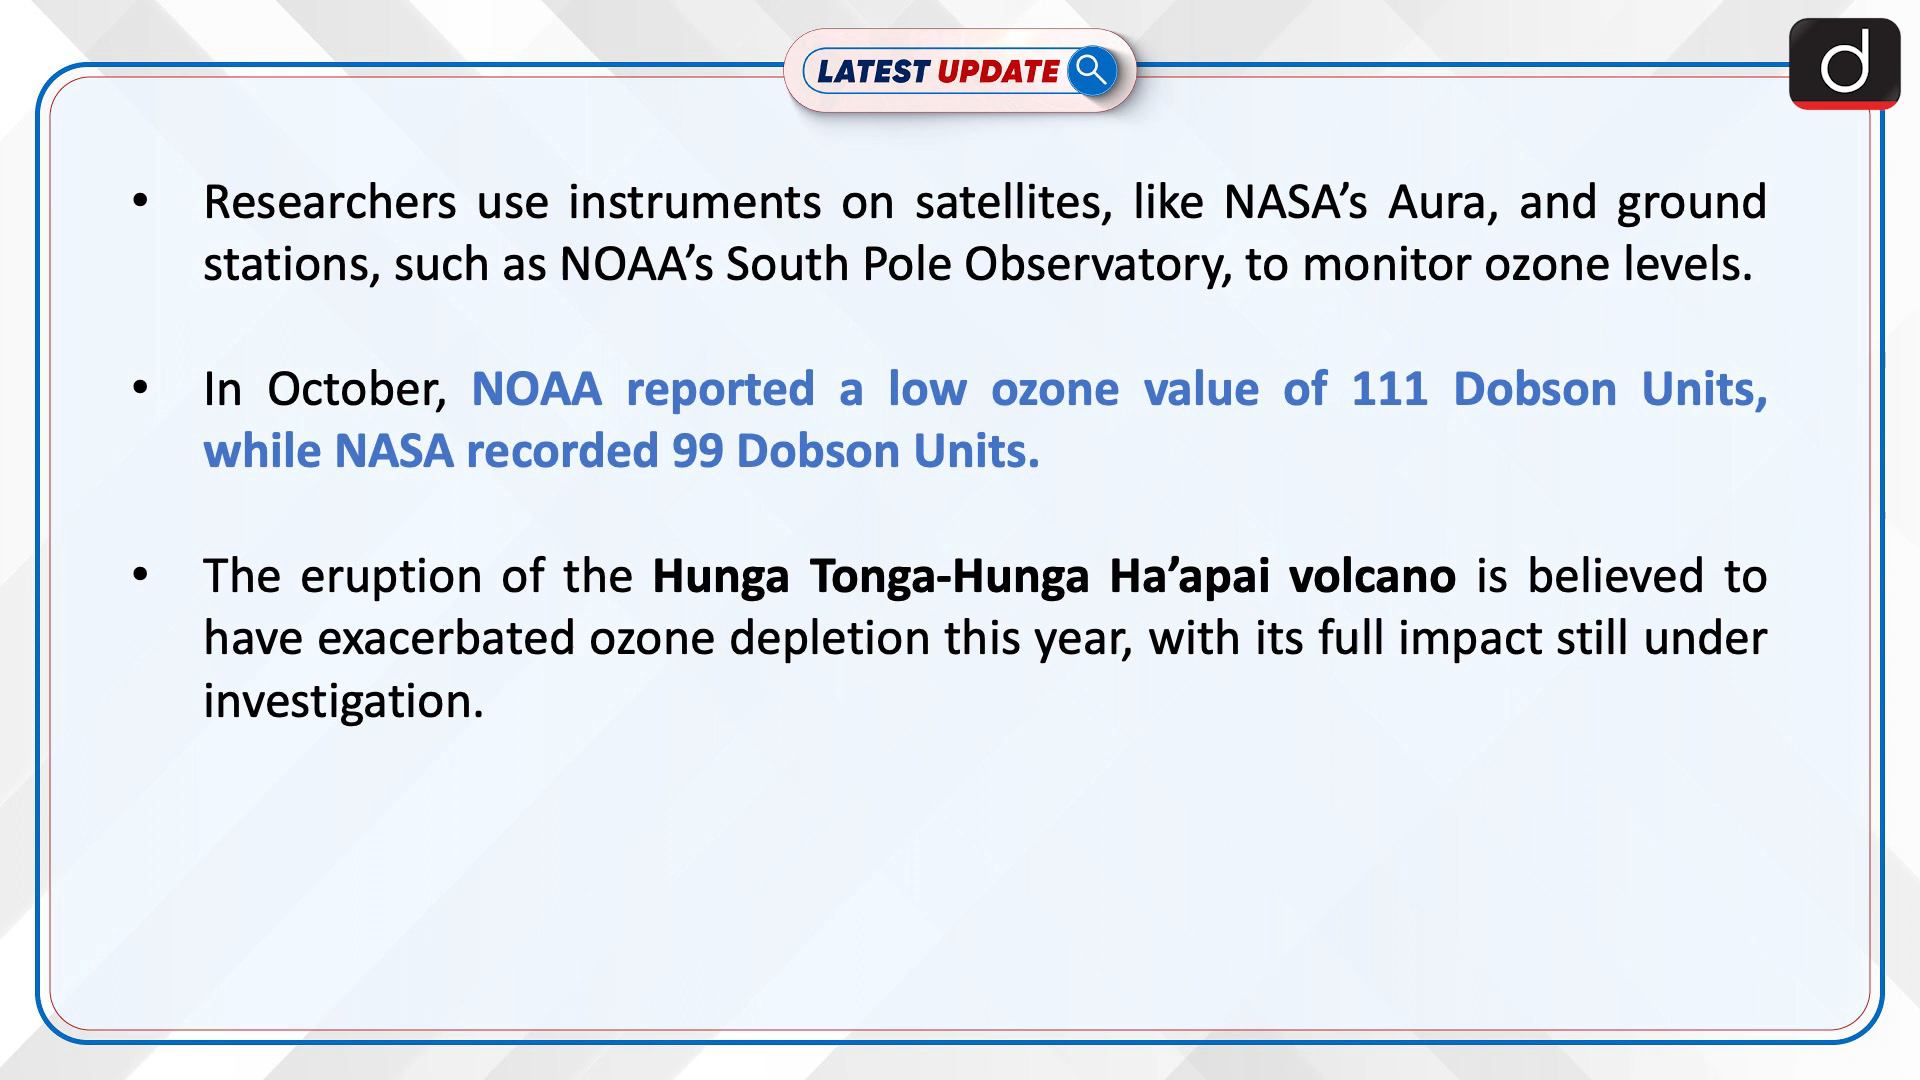 LATEST UPDATE
d
• Researchers use instruments on satellites, like NASA’s Aura, and ground
stations, such as NOAA’s South Pole Observatory, to monitor ozone levels.
• In October, NOAA reported a low ozone value of 111 Dobson Units,
while NASA recorded 99 Dobson Units.
• The eruption of the Hunga Tonga-Hunga Ha’apai volcano is believed to
have exacerbated ozone depletion this year, with its full impact still under
investigation.